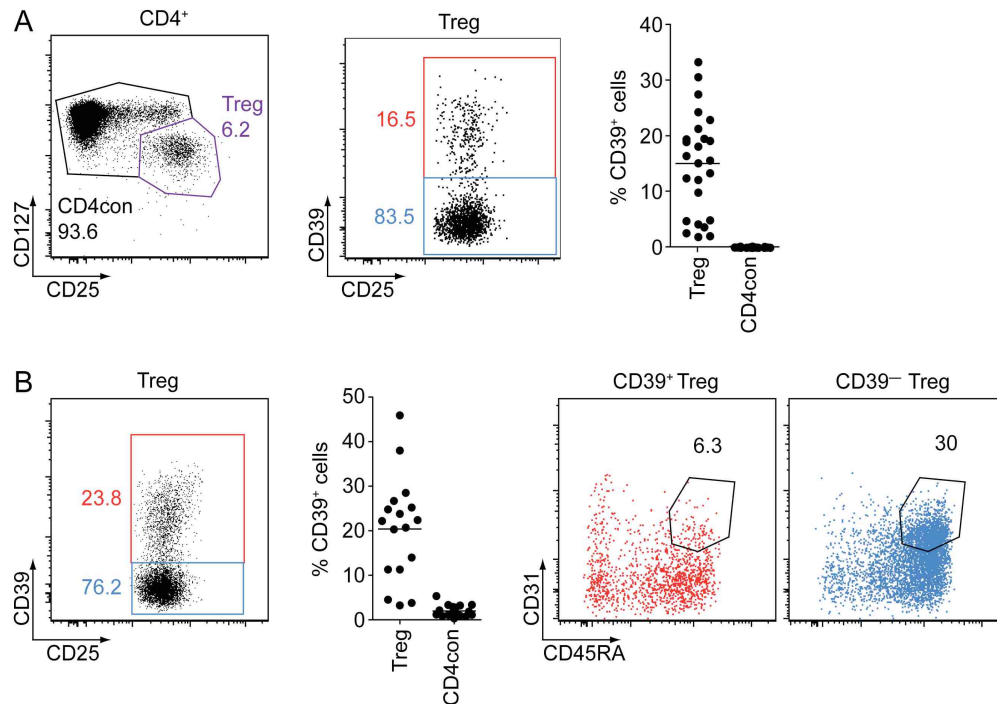 A
CD4⁺
Treg
6.2
CD4con
93.6
CD127
CD25
Treg
16.5
83.5
CD39
CD25
% CD39⁺ cells
40
30
20
10
0
Treg
CD4con
B
Treg
23.8
76.2
CD39
CD25
% CD39⁺ cells
50
40
30
20
10
0
Treg
CD4con
CD39⁺ Treg
6.3
CD39— Treg
30
CD31
CD45RA